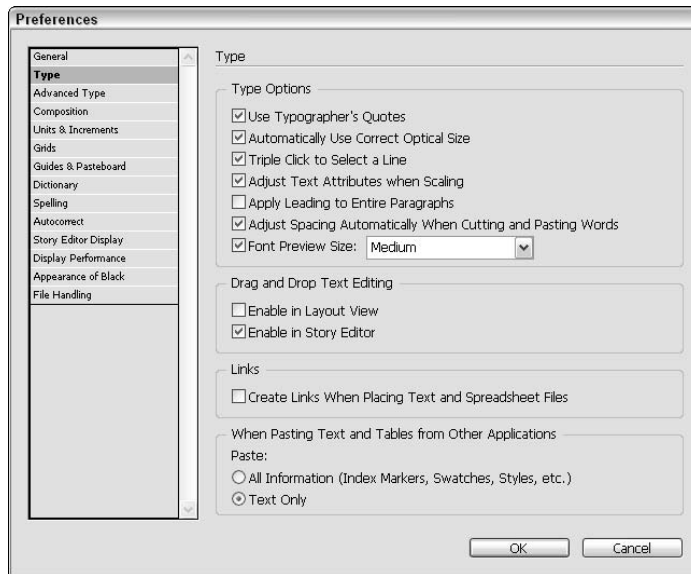 Preferences
General
Type
Advanced Type
Composition
Units & Increments
Grids
Guides & Pasteboard
Dictionary
Spelling
Autocorrect
Story Editor Display
Display Performance
Appearance of Black
File Handling
Type
Type Options
Use Typographer's Quotes
Automatically Use Correct Optical Size
Triple Click to Select a Line
Adjust Text Attributes when Scaling
Apply Leading to Entire Paragraphs
Adjust Spacing Automatically When Cutting and Pasting Words
Font Preview Size: Medium
Drag and Drop Text Editing
Enable in Layout View
Enable in Story Editor
Links
Create Links When Placing Text and Spreadsheet Files
When Pasting Text and Tables from Other Applications
Paste:
All Information (Index Markers, Swatches, Styles, etc.)
Text Only
OK Cancel